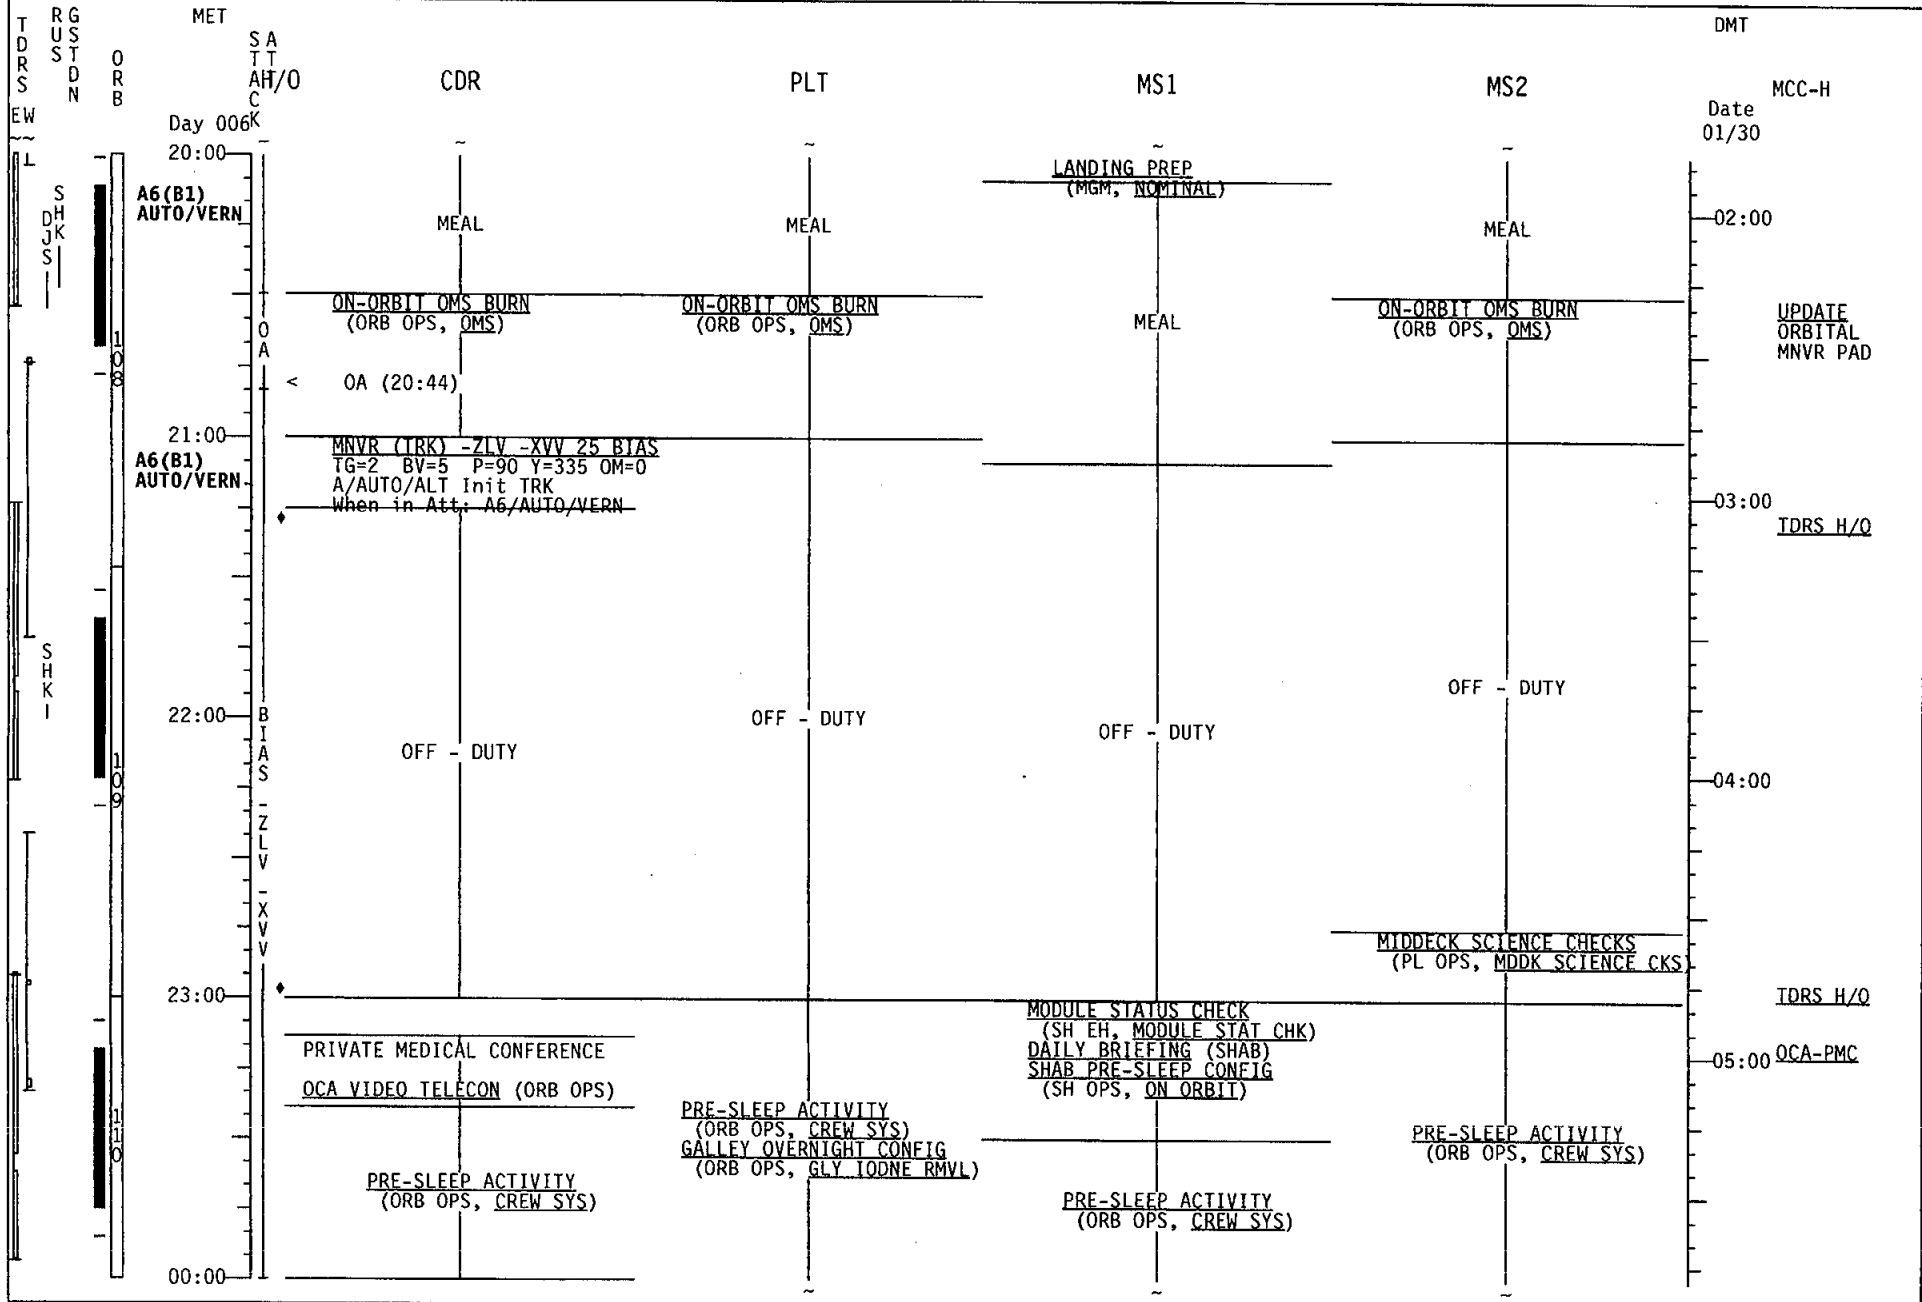 TDRS
EW
RUS
GSTDN
ORB
MET
STACK
ATT
H/O
CDR
PLT
MS1
MS2
DMT
MCC-H
Day 006
Date
01/30
20:00
A6(B1)
AUTO/VERN
SHK
DJS
MEAL
MEAL
LANDING PREP
(MGM, NOMINAL)
MEAL
02:00
ON-ORBIT OMS BURN
(ORB OPS, OMS)
ON-ORBIT OMS BURN
(ORB OPS, OMS)
MEAL
ON-ORBIT OMS BURN
(ORB OPS, OMS)
UPDATE
ORBITAL
MNVR PAD
OA
108
< OA (20:44)
21:00
A6(B1)
AUTO/VERN
MNVR (TRK) -ZLV -XVV 25 BIAS
TG=2 BV=5 P=90 Y=335 OM=0
A/AUTO/ALT Init TRK
When in Att: A6/AUTO/VERN
03:00
TDRS H/O
SHK
22:00
BIAS -ZLV -XVV
109
OFF - DUTY
OFF - DUTY
OFF - DUTY
OFF - DUTY
04:00
MIDDECK SCIENCE CHECKS
(PL OPS, MDDK SCIENCE CKS)
23:00
TDRS H/O
PRIVATE MEDICAL CONFERENCE
OCA VIDEO TELECON (ORB OPS)
MODULE STATUS CHECK
(SH EH, MODULE STAT CHK)
DAILY BRIEFING (SHAB)
SHAB PRE-SLEEP CONFIG
(SH OPS, ON ORBIT)
05:00
OCA-PMC
110
PRE-SLEEP ACTIVITY
(ORB OPS, CREW SYS)
PRE-SLEEP ACTIVITY
(ORB OPS, CREW SYS)
GALLEY OVERNIGHT CONFIG
(ORB OPS, GLY IODNE RMVL)
PRE-SLEEP ACTIVITY
(ORB OPS, CREW SYS)
PRE-SLEEP ACTIVITY
(ORB OPS, CREW SYS)
00:00